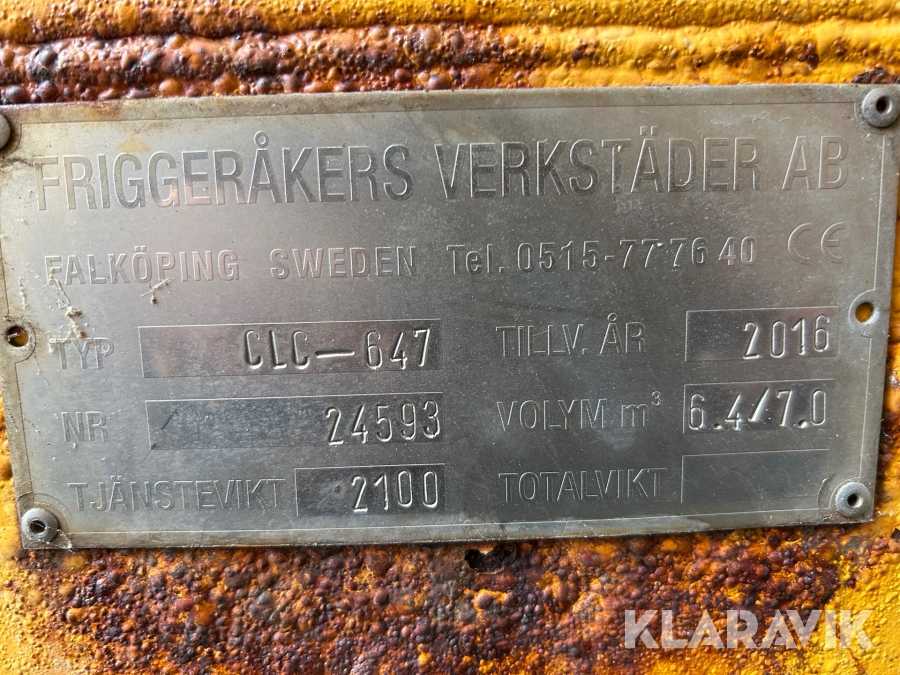 FRIGGERÅKERS VERKSTÄDER AB
FALKÖPING SWEDEN Tel. 0515-77 76 40 CE
TYP CLC-647 TILLV. ÅR 2016
NR 24593 VOLYM m³ 6.4/7.0
TJÄNSTEVIKT 2100 TOTALVIKT
KLARAVIK